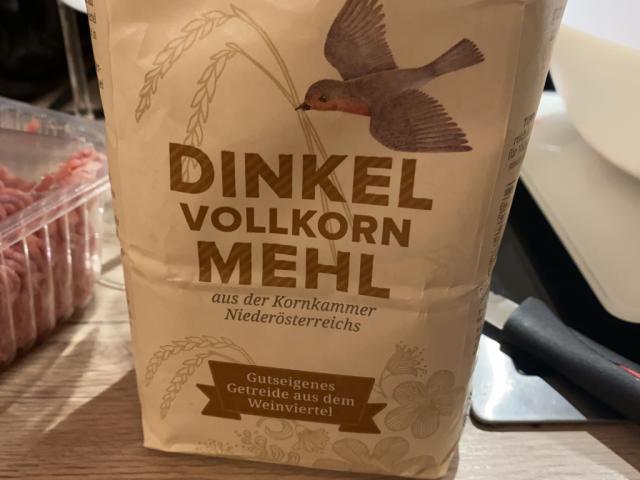 DINKEL
VOLLKORN
MEHL
aus der Kornkammer
Niederösterreichs
Gutseigenes
Getreide aus dem
Weinviertel